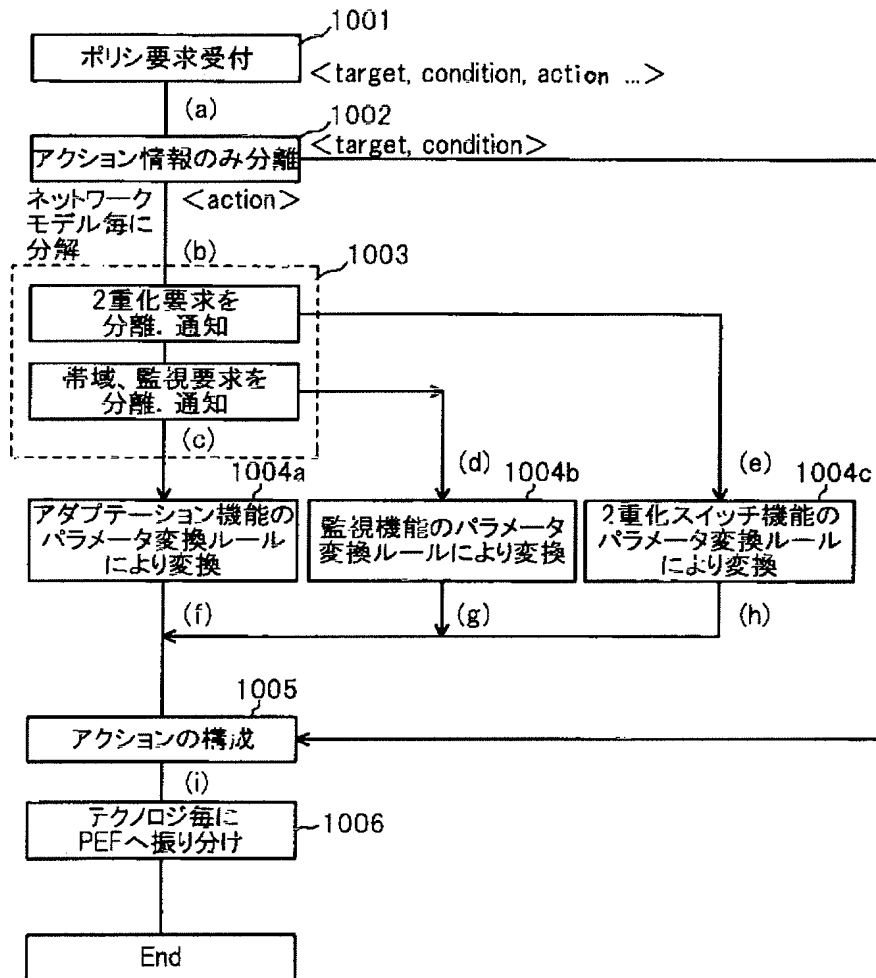 1001
ポリシ要求受付
<target, condition, action ...>
(a)
1002
アクション情報のみ分離
<target, condition>
ネットワーク
モデル毎に
分解
<action>
(b)
1003
2重化要求を
分離．通知
帯域、監視要求を
分離．通知
(c)
(d)
(e)
1004a
アダプテーション機能の
パラメータ変換ルール
により変換
1004b
監視機能のパラメータ
変換ルールにより変換
1004c
2重化スイッチ機能の
パラメータ変換ルール
により変換
(f)
(g)
(h)
1005
アクションの構成
(i)
テクノロジ毎に
PEFへ振り分け
1006
End